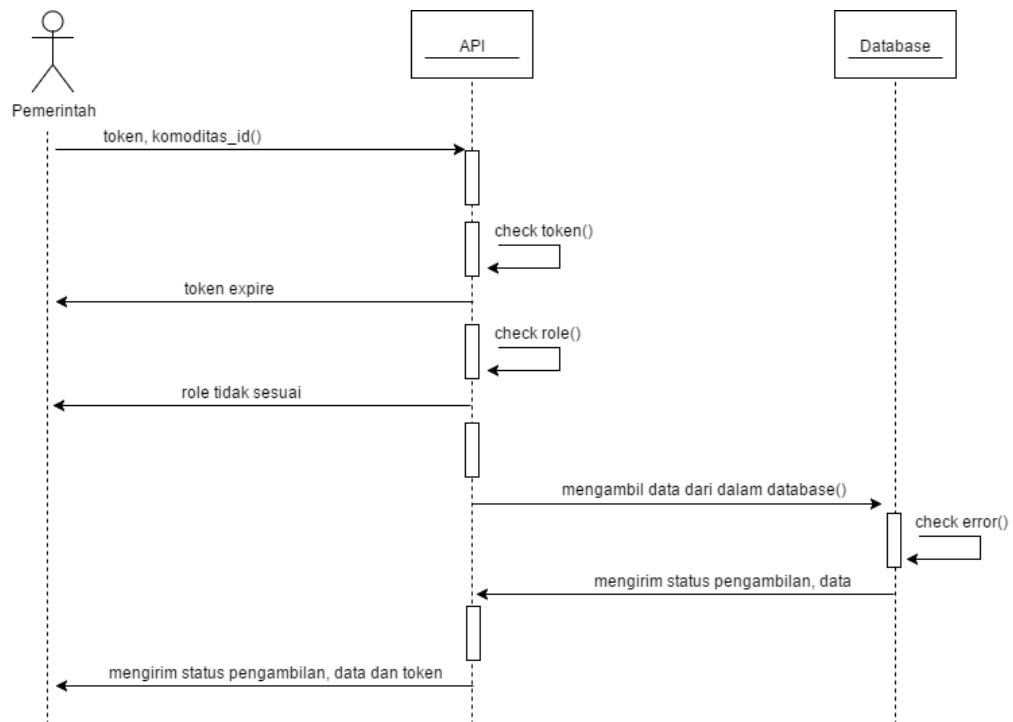 API
Database
Pemerintah
token, komoditas_id()
check token()
token expire
check role()
role tidak sesuai
mengambil data dari dalam database()
check error()
mengirim status pengambilan, data
mengirim status pengambilan, data dan token